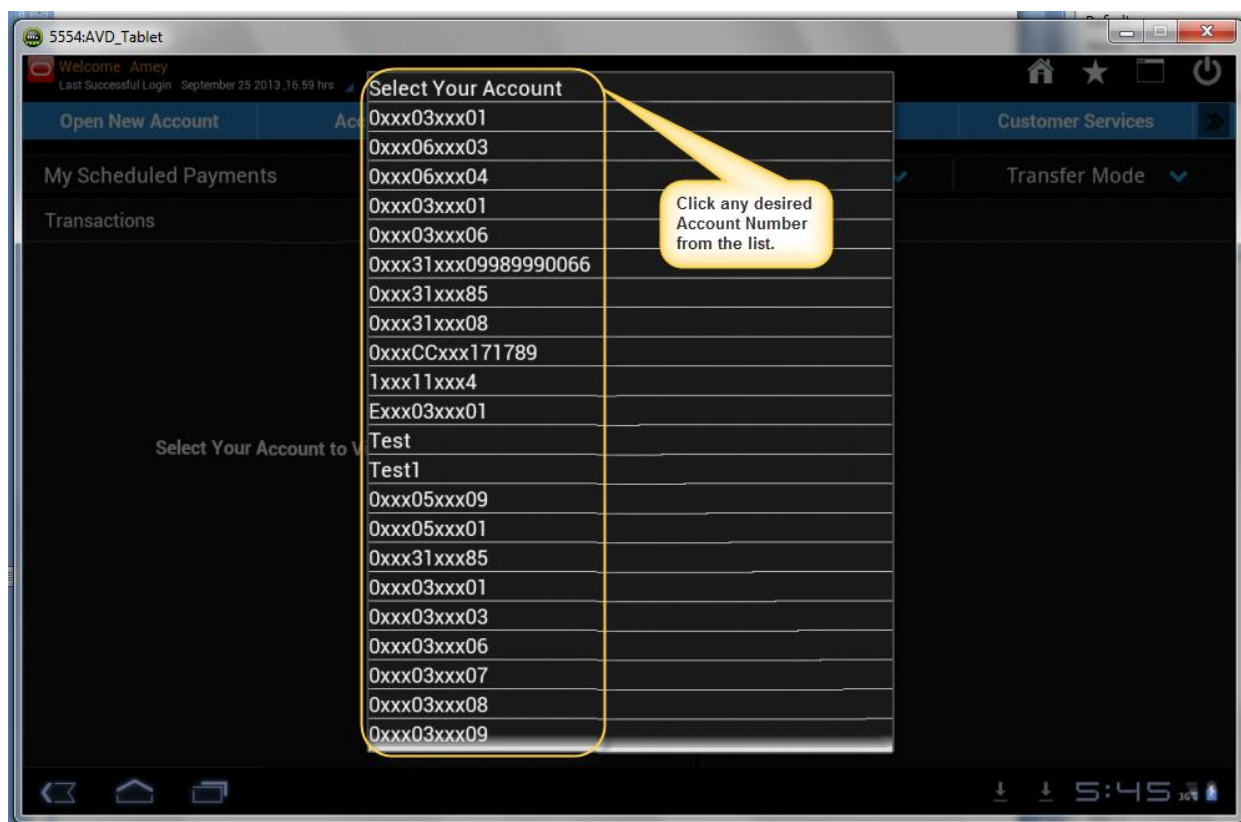 5554:AVD_Tablet
Welcome Amey
Last Successful Login September 25 2013 ,16.59 hrs
Open New Account
Customer Services
My Scheduled Payments
Transfer Mode
Transactions
Select Your Account to
Select Your Account
0xxx03xxx01
0xxx06xxx03
0xxx06xxx04
0xxx03xxx01
0xxx03xxx06
0xxx31xxx09989990066
0xxx31xxx85
0xxx31xxx08
0xxxCCxxx171789
1xxx11xxx4
Exxx03xxx01
Test
Test1
0xxx05xxx09
0xxx05xxx01
0xxx31xxx85
0xxx03xxx01
0xxx03xxx03
0xxx03xxx06
0xxx03xxx07
0xxx03xxx08
0xxx03xxx09
Click any desired
Account Number
from the list.
5:45
3G